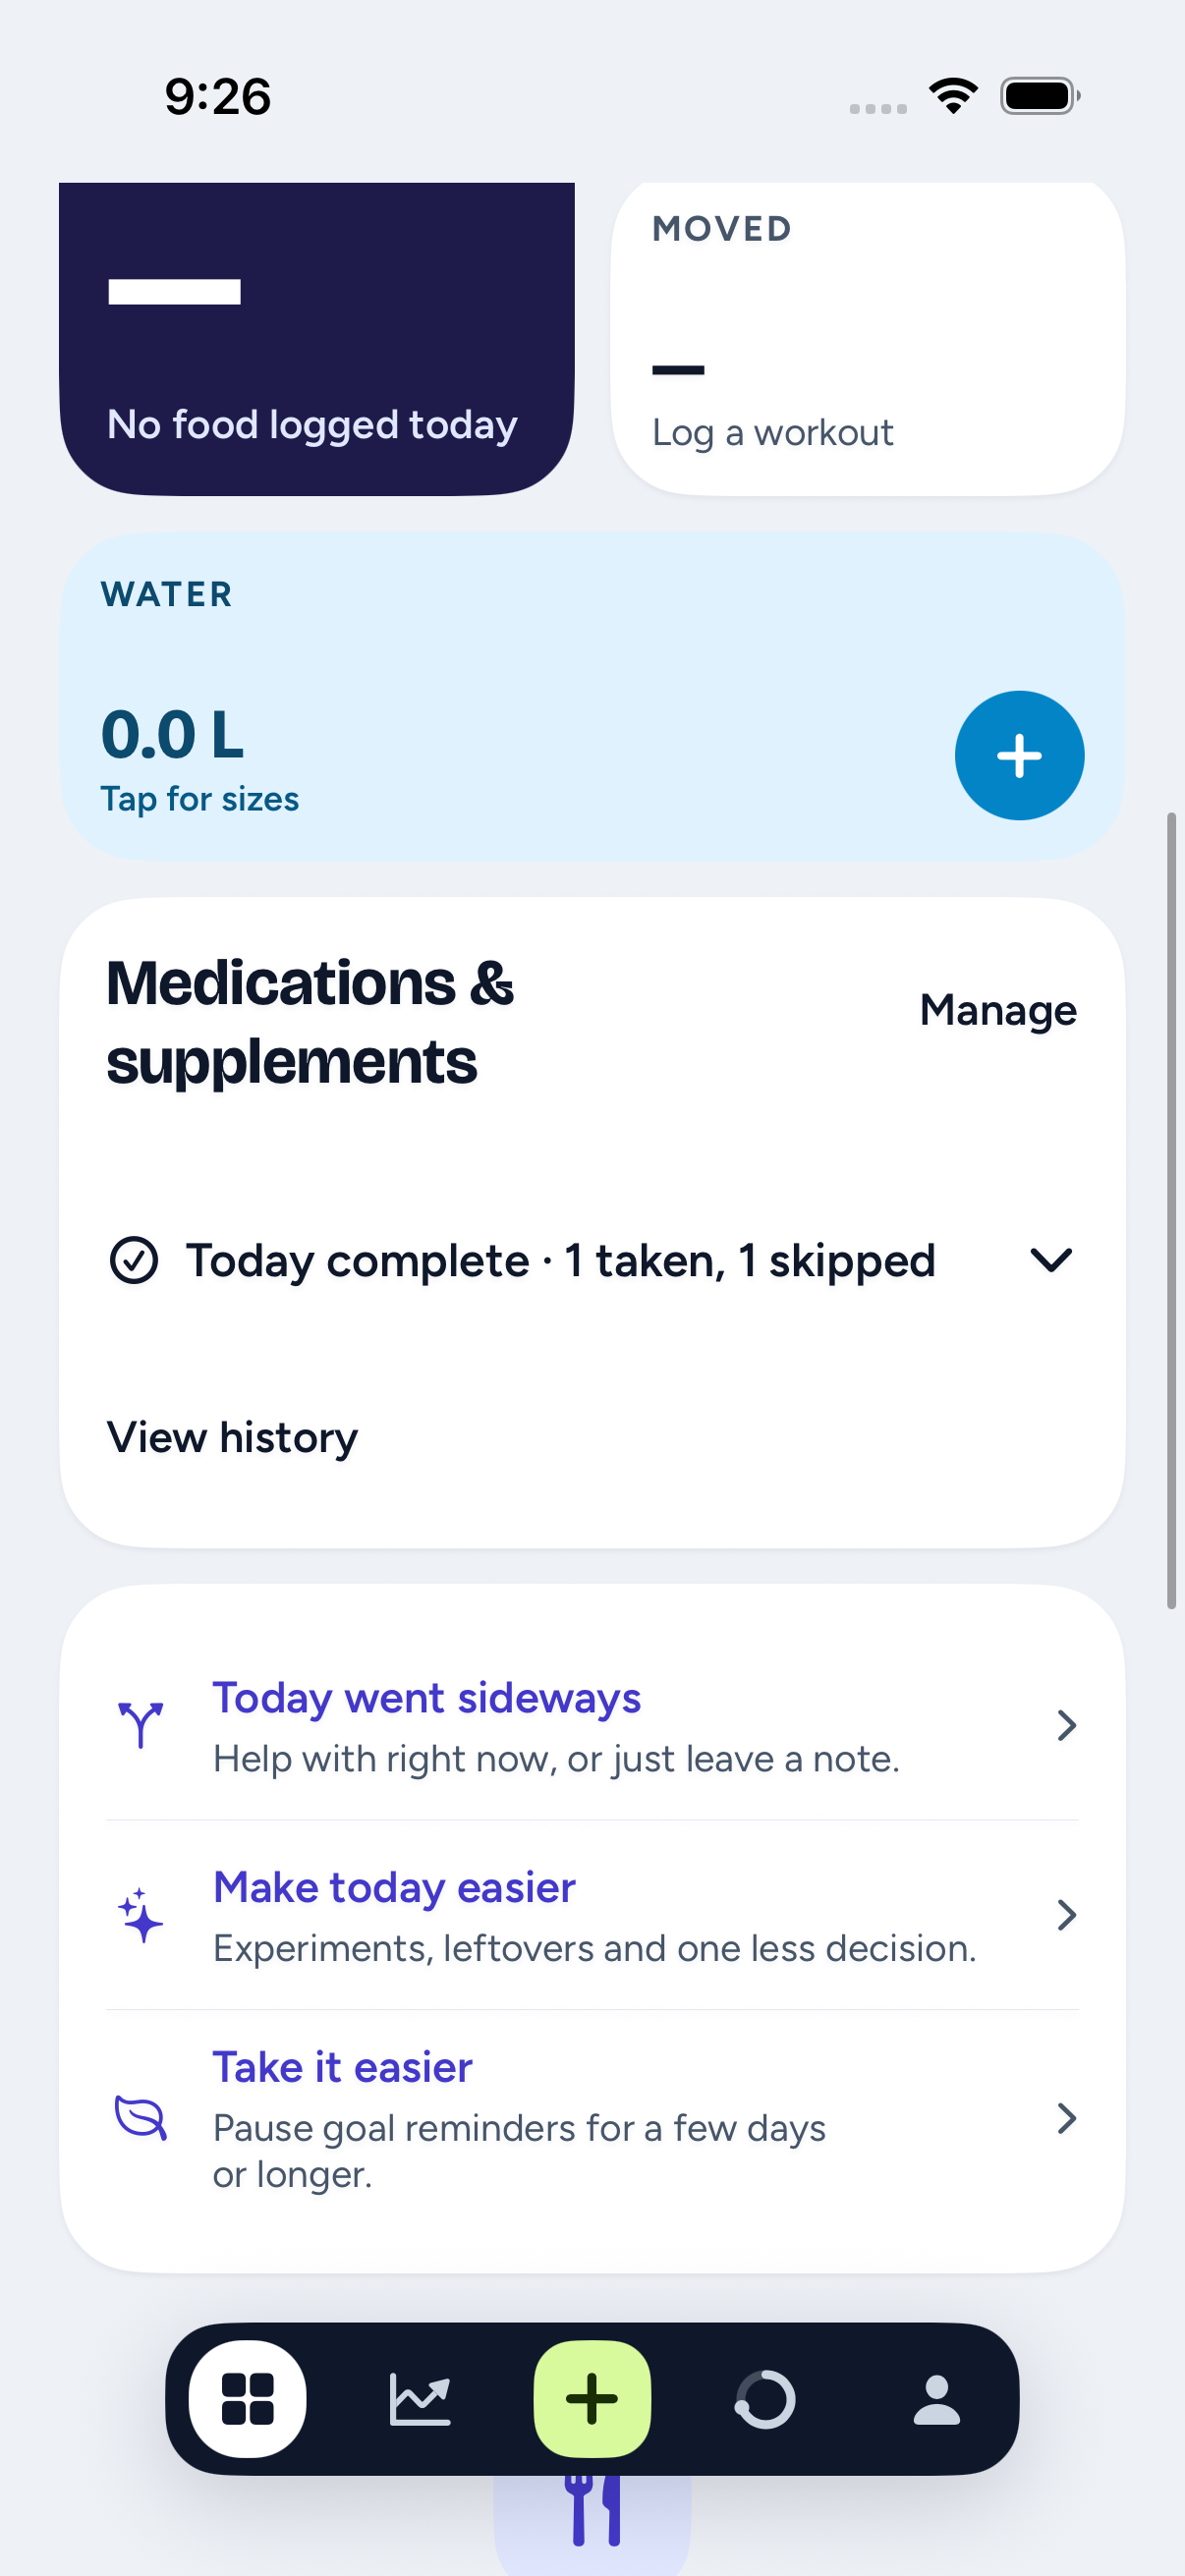 9:26
MOVED
—
—
No food logged today
Log a workout
WATER
0.0 L
Tap for sizes
Medications &
supplements
Manage
Today complete · 1 taken, 1 skipped
View history
Today went sideways
Help with right now, or just leave a note.
Make today easier
Experiments, leftovers and one less decision.
Take it easier
Pause goal reminders for a few days
or longer.